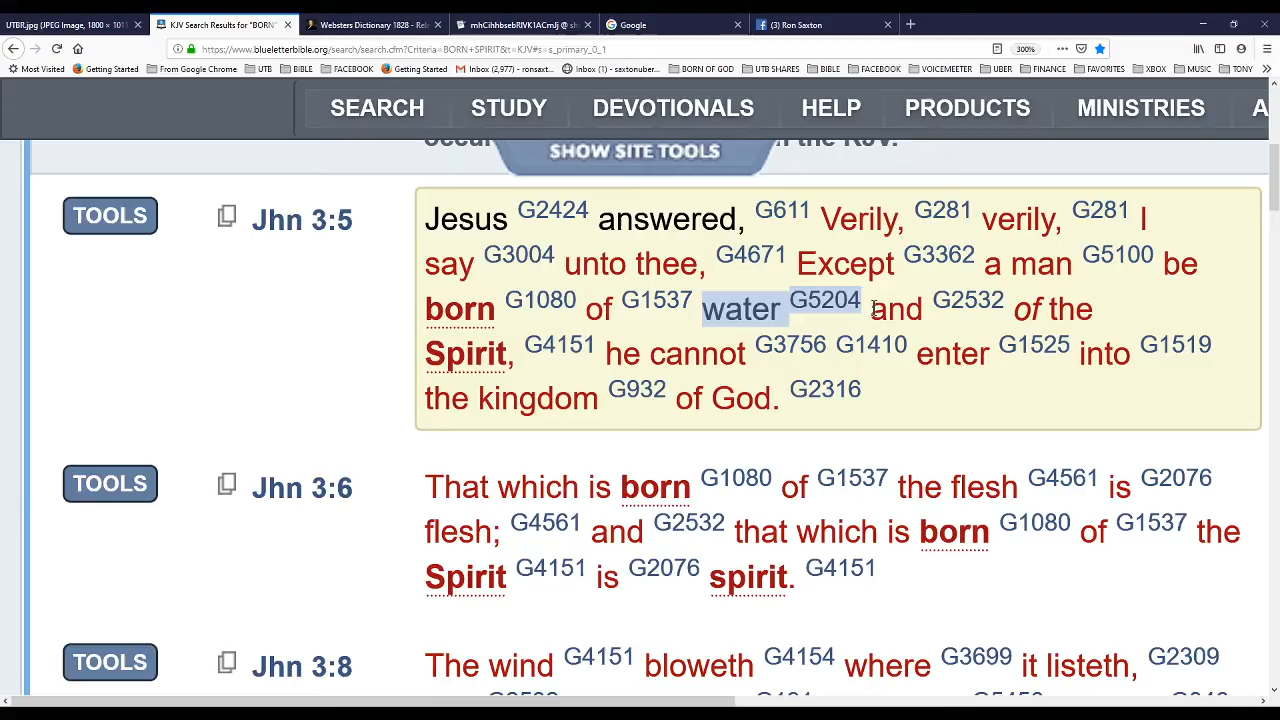 UTBR.jpg (JPEG Image, 1800 × 1011
KJV Search Results for "BORN"
Websters Dictionary 1828 - Rela
mhCihhbsebRlVK1ACmJj @ sh
Google
(3) Ron Saxton
https://www.blueletterbible.org/search/search.cfm?Criteria=BORN+SPIRIT&t=KJV#s=s_primary_0_1
300%
Most Visited Getting Started From Google Chrome UTB BIBLE FACEBOOK Getting Started Inbox (2,977) - ronsaxt... Inbox (1) - saxtonuber... BORN OF GOD UTB SHARES BIBLE FACEBOOK VOICEMEETER UBER FINANCE FAVORITES XBOX MUSIC TONY
SEARCH STUDY DEVOTIONALS HELP PRODUCTS MINISTRIES A
SHOW SITE TOOLS
the KJV.
TOOLS
Jhn 3:5
Jesus G2424 answered, G611 Verily, G281 verily, G281 I
say G3004 unto thee, G4671 Except G3362 a man G5100 be
born G1080 of G1537 water G5204 and G2532 of the
Spirit, G4151 he cannot G3756 G1410 enter G1525 into G1519
the kingdom G932 of God. G2316
TOOLS
Jhn 3:6
That which is born G1080 of G1537 the flesh G4561 is G2076
flesh; G4561 and G2532 that which is born G1080 of G1537 the
Spirit G4151 is G2076 spirit. G4151
TOOLS
Jhn 3:8
The wind G4151 bloweth G4154 where G3699 it listeth, G2309